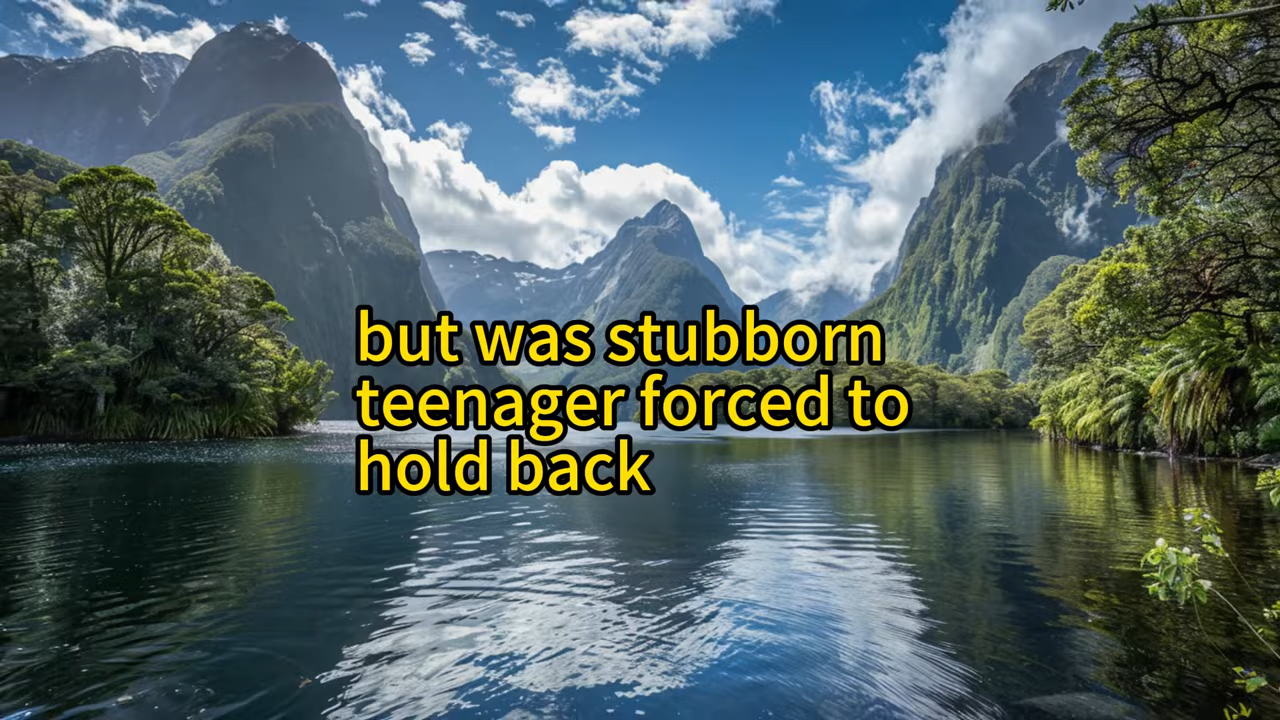 but was stubborn
teenager forced to
hold back